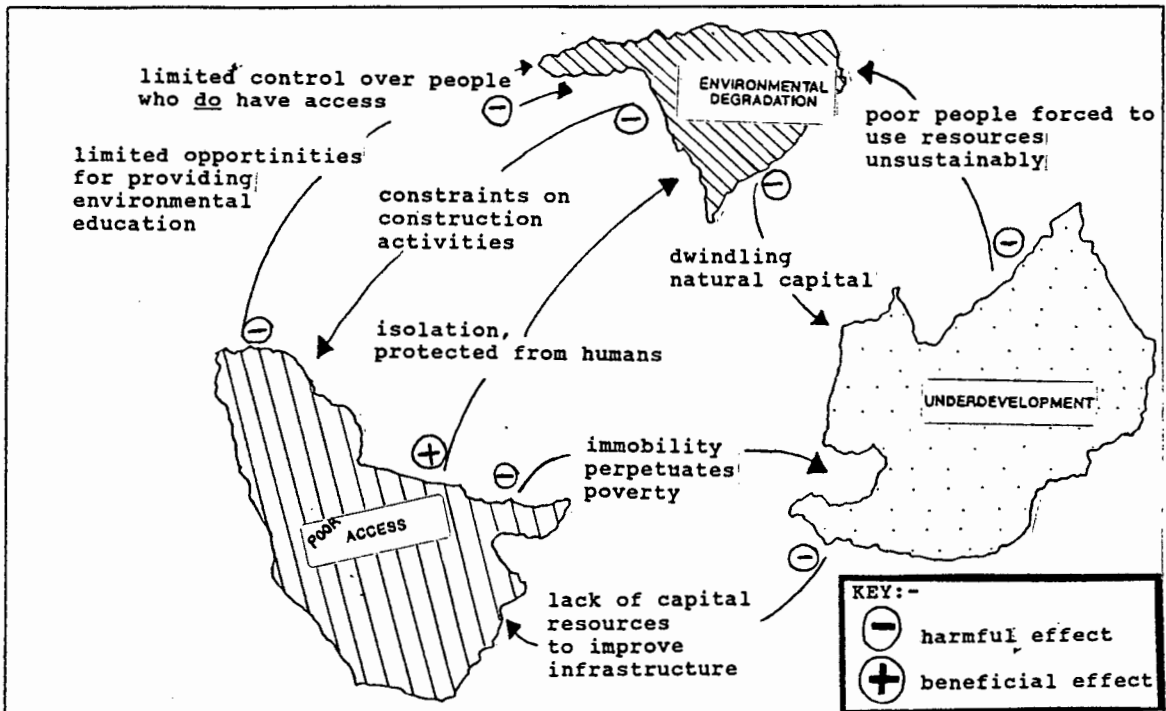 limited control over people
who do have access
limited opportinities
for providing
environmental
education
constraints on
construction
activities
isolation,
protected from humans
ENVIRONMENTAL
DEGRADATION
poor people forced to
use resources
unsustainably
dwindling
natural capital
UNDERDEVELOPMENT
immobility
perpetuates
poverty
POOR ACCESS
lack of capital
resources
to improve
infrastructure
KEY:-
− harmful effect
+ beneficial effect
−
−
−
−
+
−
−
−